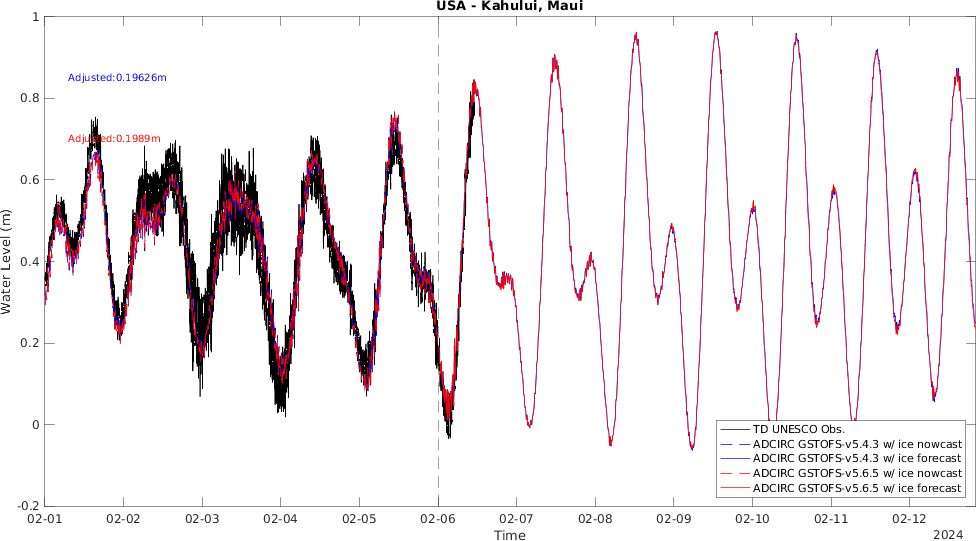 USA - Kahului, Maui
1
0.8
0.6
0.4
0.2
0
-0.2
Water Level (m)
Adjusted:0.19626m
Adjusted:0.1989m
TD UNESCO Obs.
ADCIRC GSTOFS-v5.4.3 w/ ice nowcast
ADCIRC GSTOFS-v5.4.3 w/ ice forecast
ADCIRC GSTOFS-v5.6.5 w/ ice nowcast
ADCIRC GSTOFS-v5.6.5 w/ ice forecast
02-01 02-02 02-03 02-04 02-05 02-06 02-07 02-08 02-09 02-10 02-11 02-12
Time
2024